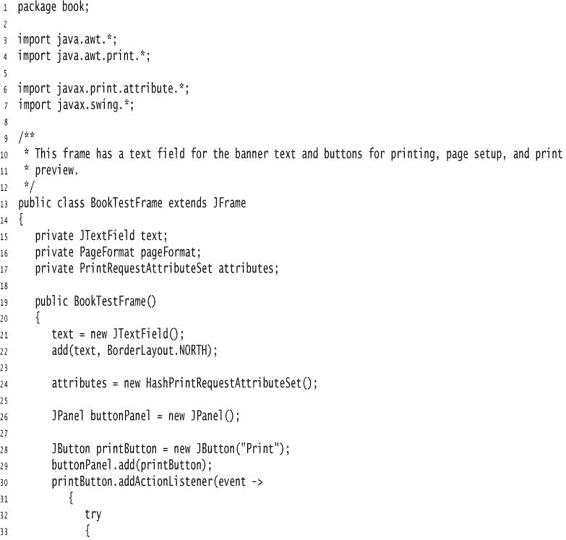 1 package book;
2
3 import java.awt.*;
4 import java.awt.print.*;
5
6 import javax.print.attribute.*;
7 import javax.swing.*;
8
9 /**
10  * This frame has a text field for the banner text and buttons for printing, page setup, and print
11  * preview.
12  */
13 public class BookTestFrame extends JFrame
14 {
15    private JTextField text;
16    private PageFormat pageFormat;
17    private PrintRequestAttributeSet attributes;
18
19    public BookTestFrame()
20    {
21       text = new JTextField();
22       add(text, BorderLayout.NORTH);
23
24       attributes = new HashPrintRequestAttributeSet();
25
26       JPanel buttonPanel = new JPanel();
27
28       JButton printButton = new JButton("Print");
29       buttonPanel.add(printButton);
30       printButton.addActionListener(event ->
31          {
32             try
33             {